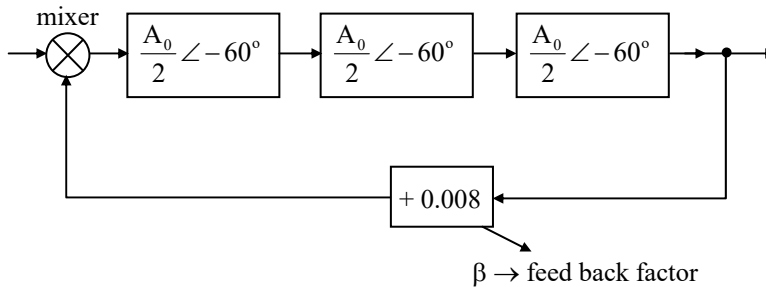 mixer
A₀/2 ∠−60° A₀/2 ∠−60° A₀/2 ∠−60°
+ 0.008
β → feed back factor